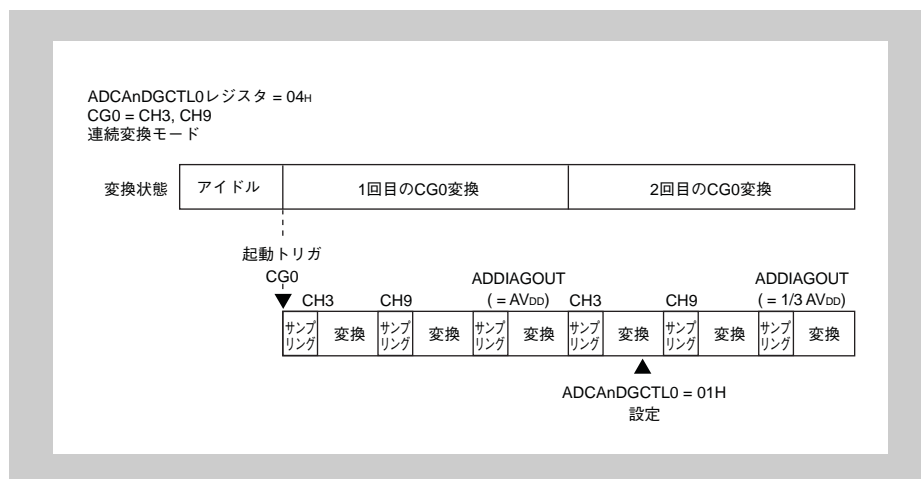 ADCAnDGCTL0レジスタ = 04H
CG0 = CH3, CH9
連続変換モード
変換状態 アイドル 1回目のCG0変換 2回目のCG0変換
起動トリガ
CG0
ADDIAGOUT ADDIAGOUT
CH3 CH9 ( = AVDD) CH3 CH9 ( = 1/3 AVDD)
サンプリング 変換 サンプリング 変換 サンプリング 変換 サンプリング 変換 サンプリング 変換 サンプリング 変換
ADCAnDGCTL0 = 01H
設定